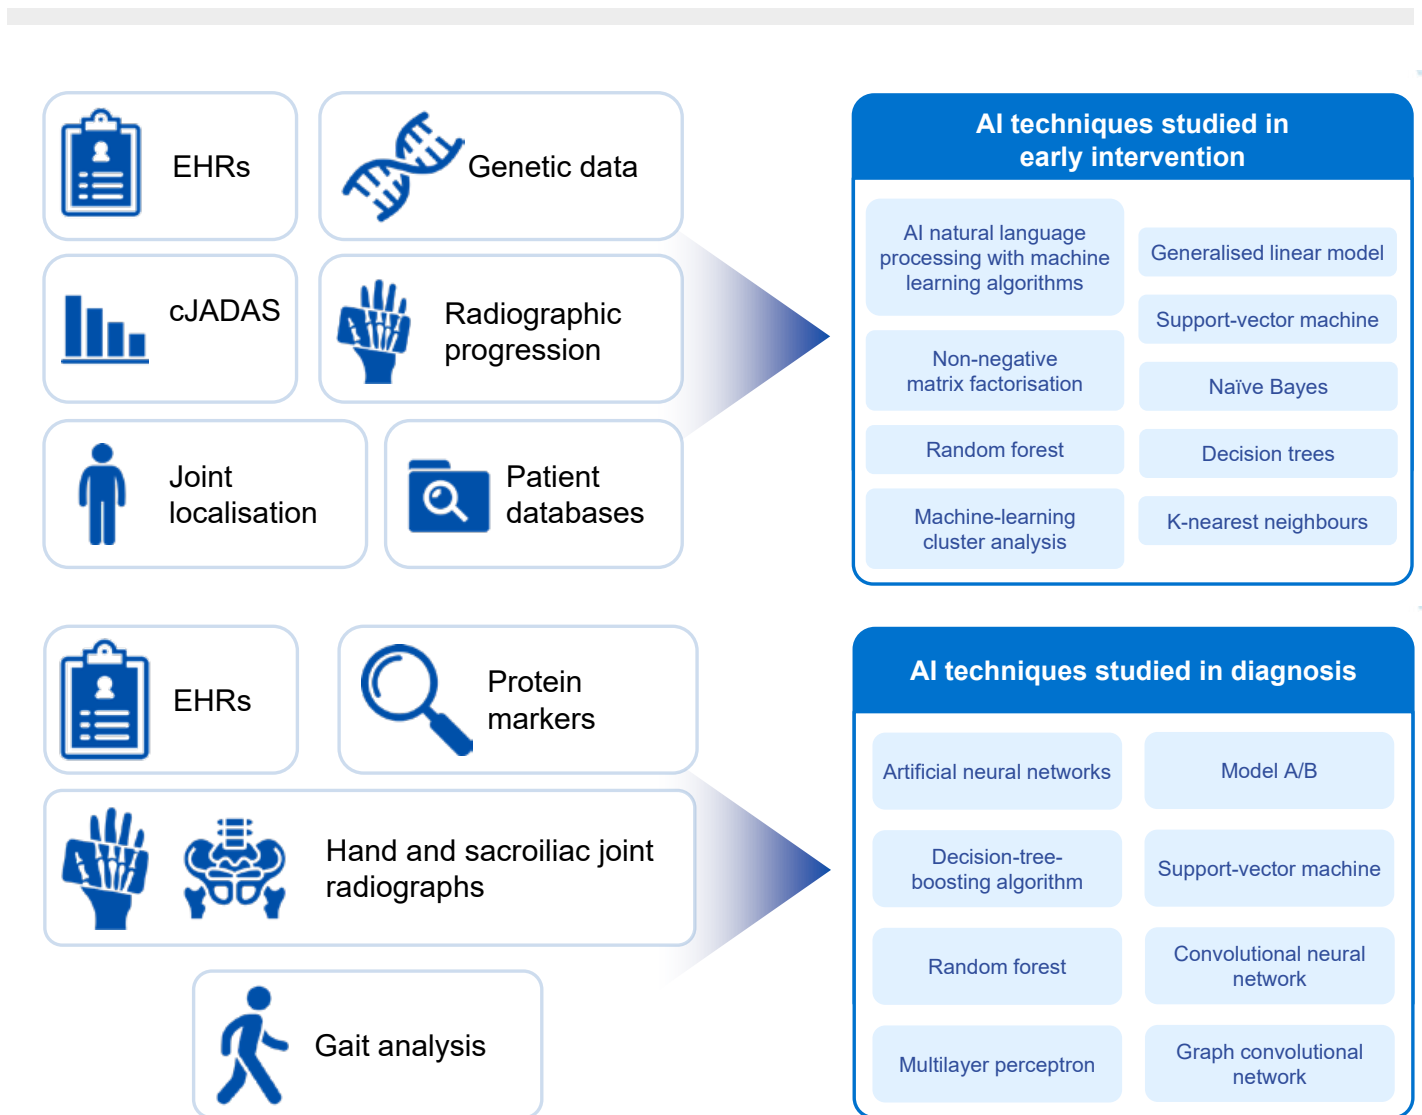 EHRs
Genetic data
cJADAS
Radiographic
progression
Joint
localisation
Patient
databases
AI techniques studied in
early intervention
AI natural language
processing with machine
learning algorithms
Non-negative
matrix factorisation
Random forest
Machine-learning
cluster analysis
Generalised linear model
Support-vector machine
Naïve Bayes
Decision trees
K-nearest neighbours
EHRs
Protein
markers
Hand and sacroiliac joint
radiographs
Gait analysis
AI techniques studied in diagnosis
Artificial neural networks
Decision-tree-
boosting algorithm
Random forest
Multilayer perceptron
Model A/B
Support-vector machine
Convolutional neural
network
Graph convolutional
network